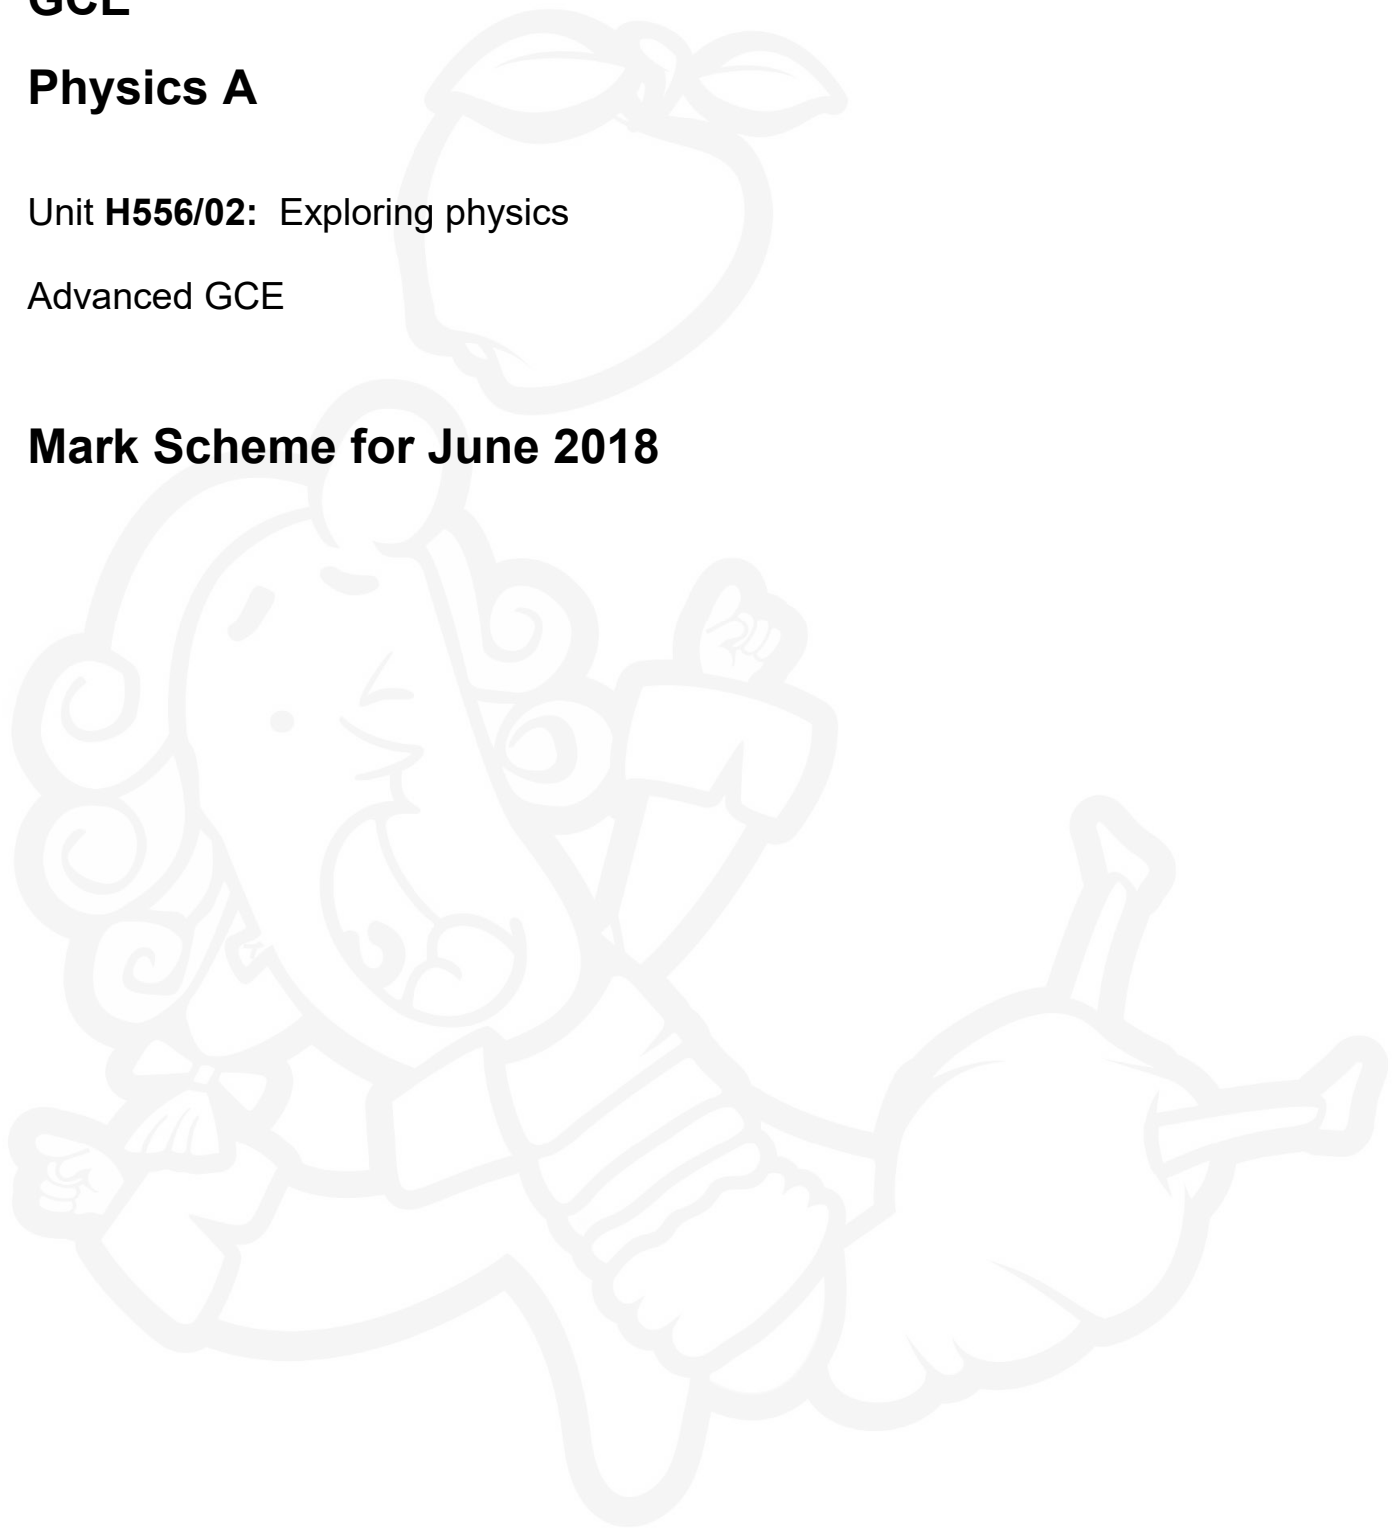 GCE
Physics A
Unit H556/02: Exploring physics
Advanced GCE
Mark Scheme for June 2018